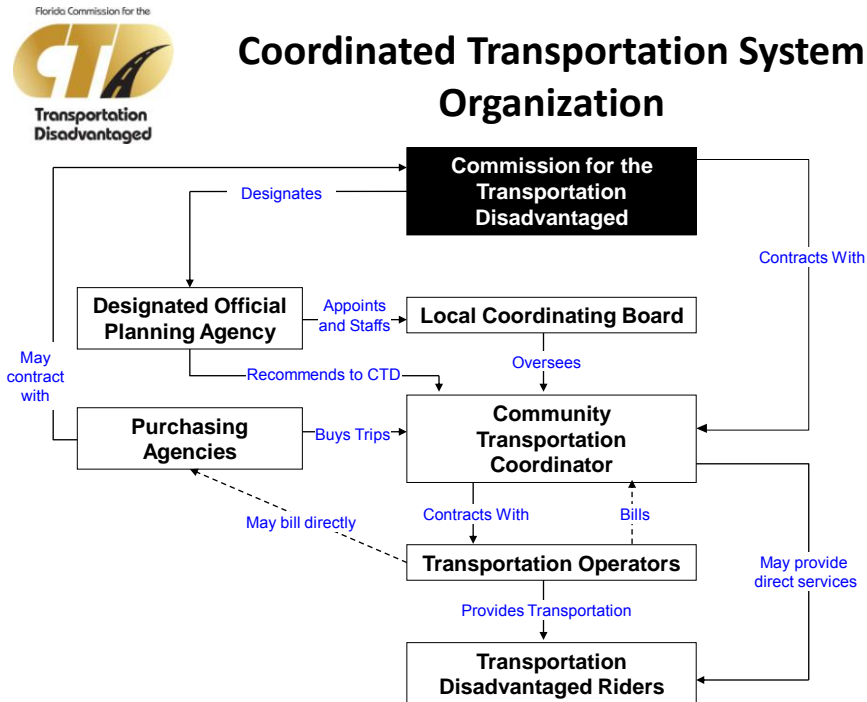 Florida Commission for the
CTD
Transportation
Disadvantaged
Coordinated Transportation System
Organization
Commission for the
Transportation
Disadvantaged
Designates
Contracts With
Designated Official
Planning Agency
Appoints
and Staffs
Local Coordinating Board
May
contract
with
Recommends to CTD
Oversees
Purchasing
Agencies
Buys Trips
Community
Transportation
Coordinator
May bill directly
Contracts With
Bills
Transportation Operators
May provide
direct services
Provides Transportation
Transportation
Disadvantaged Riders